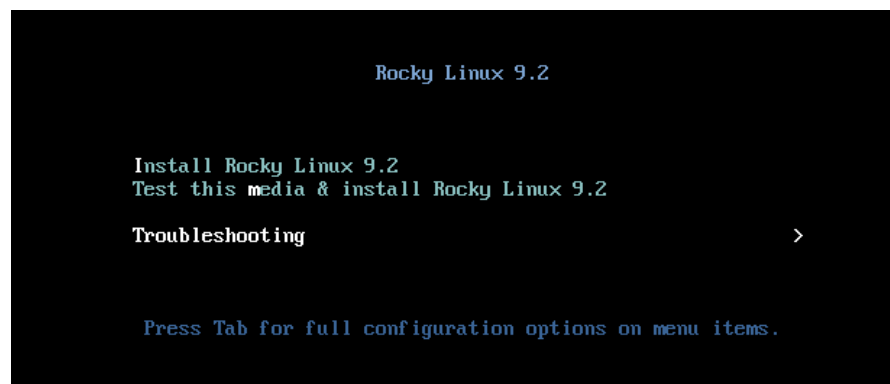 Rocky Linux 9.2
Install Rocky Linux 9.2
Test this media & install Rocky Linux 9.2
Troubleshooting >
Press Tab for full configuration options on menu items.